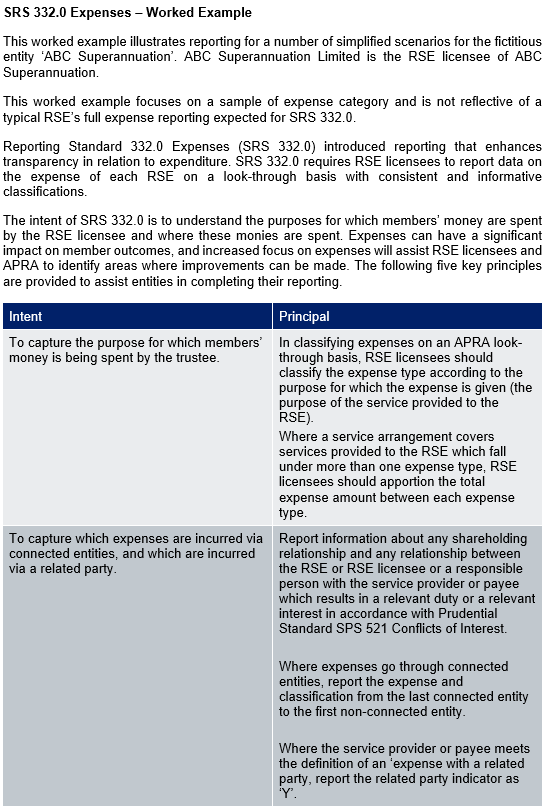 SRS 332.0 Expenses – Worked Example
This worked example illustrates reporting for a number of simplified scenarios for the fictitious
entity ‘ABC Superannuation’. ABC Superannuation Limited is the RSE licensee of ABC
Superannuation.
This worked example focuses on a sample of expense category and is not reflective of a
typical RSE’s full expense reporting expected for SRS 332.0.
Reporting Standard 332.0 Expenses (SRS 332.0) introduced reporting that enhances
transparency in relation to expenditure. SRS 332.0 requires RSE licensees to report data on
the expense of each RSE on a look-through basis with consistent and informative
classifications.
The intent of SRS 332.0 is to understand the purposes for which members’ money are spent
by the RSE licensee and where these monies are spent. Expenses can have a significant
impact on member outcomes, and increased focus on expenses will assist RSE licensees and
APRA to identify areas where improvements can be made. The following five key principles
are provided to assist entities in completing their reporting.
Intent
Principal
To capture the purpose for which members’
money is being spent by the trustee.
In classifying expenses on an APRA look-
through basis, RSE licensees should
classify the expense type according to the
purpose for which the expense is given (the
purpose of the service provided to the
RSE).
Where a service arrangement covers
services provided to the RSE which fall
under more than one expense type, RSE
licensees should apportion the total
expense amount between each expense
type.
To capture which expenses are incurred via
connected entities, and which are incurred
via a related party.
Report information about any shareholding
relationship and any relationship between
the RSE or RSE licensee or a responsible
person with the service provider or payee
which results in a relevant duty or a relevant
interest in accordance with Prudential
Standard SPS 521 Conflicts of Interest.
Where expenses go through connected
entities, report the expense and
classification from the last connected entity
to the first non-connected entity.
Where the service provider or payee meets
the definition of an ‘expense with a related
party, report the related party indicator as
‘Y’.